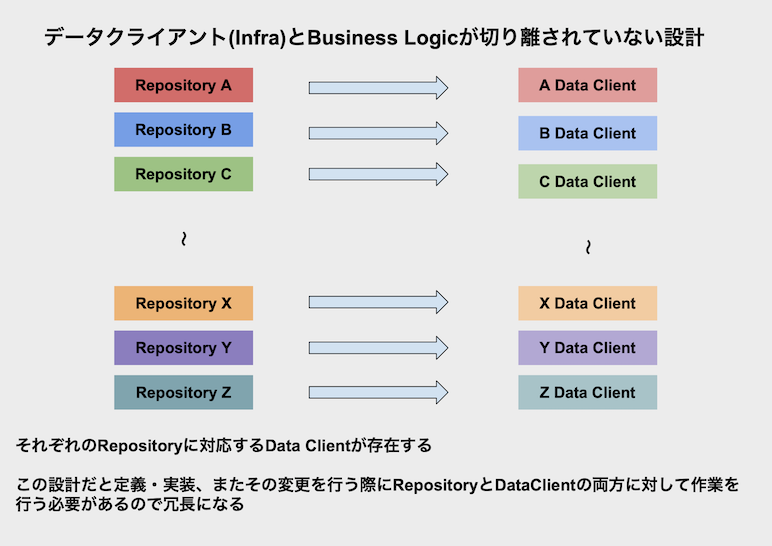 データクライアント(Infra)とBusiness Logicが切り離されていない設計
Repository A
A Data Client
Repository B
B Data Client
Repository C
C Data Client
~
~
Repository X
X Data Client
Repository Y
Y Data Client
Repository Z
Z Data Client
それぞれのRepositoryに対応するData Clientが存在する
この設計だと定義・実装、またその変更を行う際にRepositoryとDataClientの両方に対して作業を
行う必要があるので冗長になる